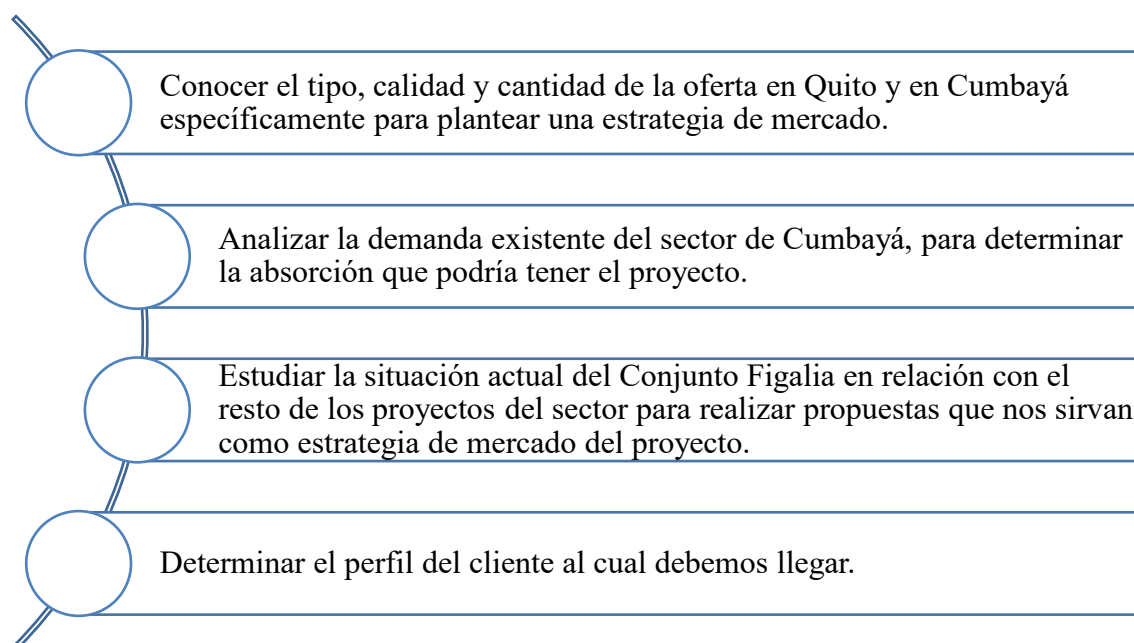 Conocer el tipo, calidad y cantidad de la oferta en Quito y en Cumbayá
específicamente para plantear una estrategia de mercado.
Analizar la demanda existente del sector de Cumbayá, para determinar
la absorción que podría tener el proyecto.
Estudiar la situación actual del Conjunto Figalia en relación con el
resto de los proyectos del sector para realizar propuestas que nos sirvan
como estrategia de mercado del proyecto.
Determinar el perfil del cliente al cual debemos llegar.